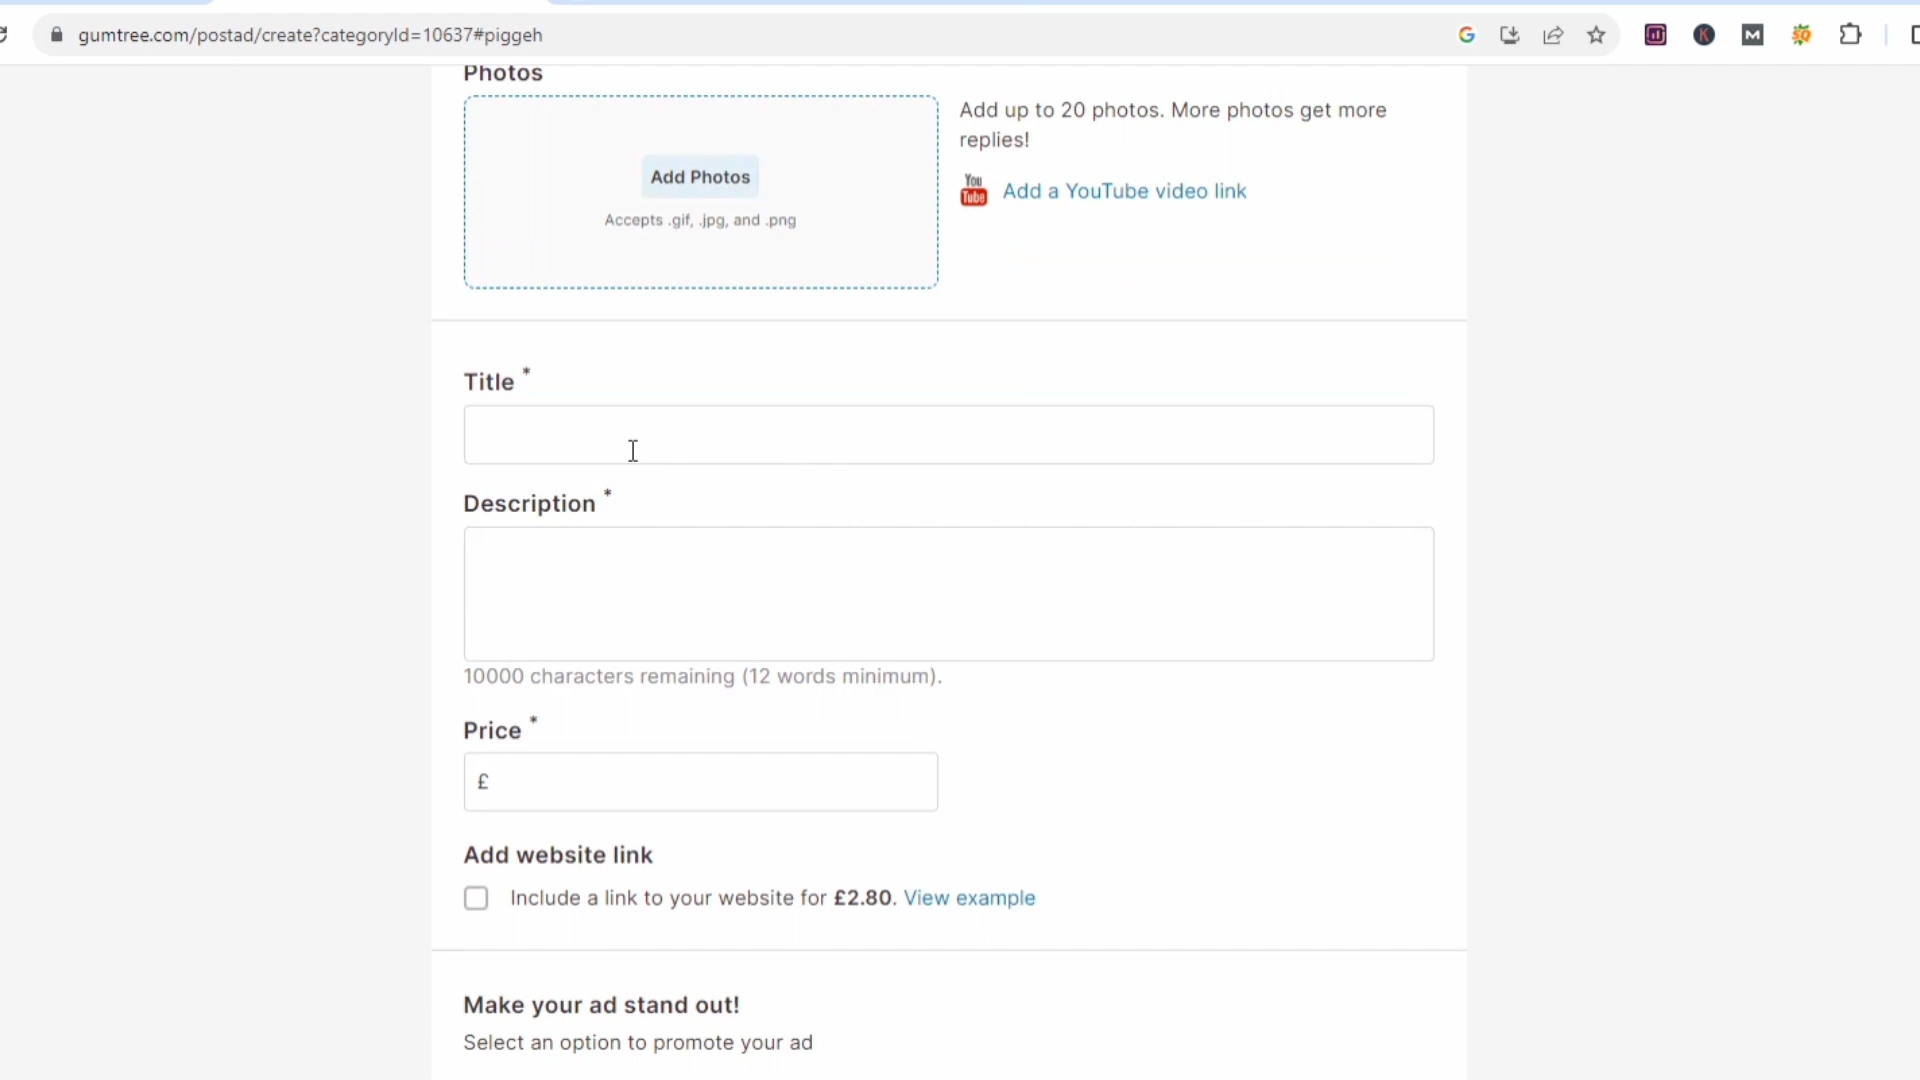 gumtree.com/postad/create?categoryId=10637#piggeh
Photos
Add Photos
Accepts .gif, .jpg, and .png
Add up to 20 photos. More photos get more
replies!
You
Tube
Add a YouTube video link
Title *
Description *
10000 characters remaining (12 words minimum).
Price *
£
Add website link
Include a link to your website for £2.80. View example
Make your ad stand out!
Select an option to promote your ad